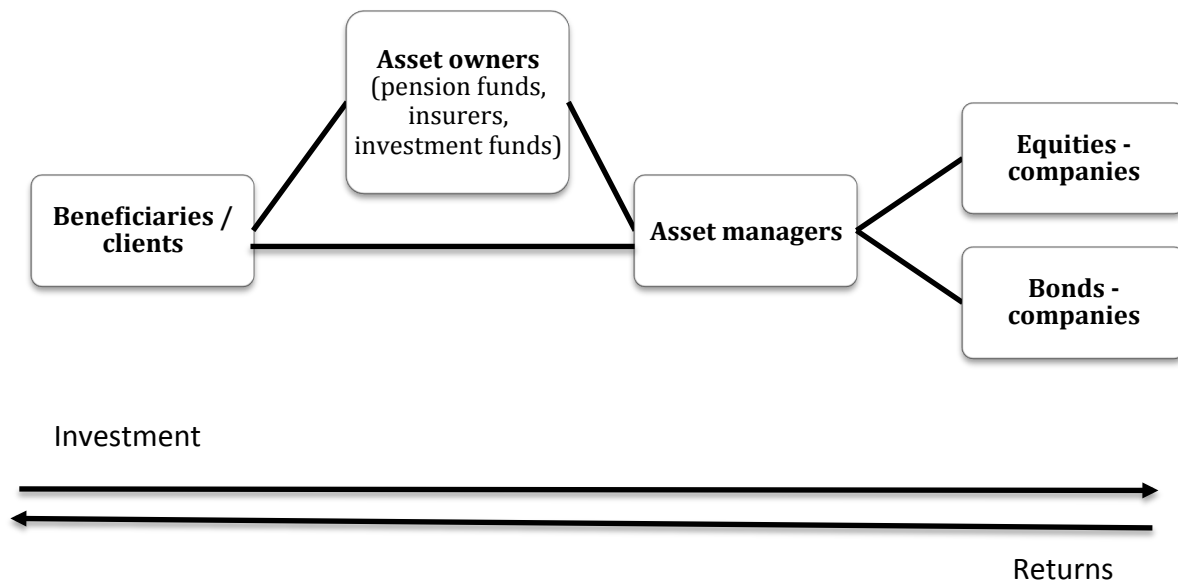 Asset owners
(pension funds,
insurers,
investment funds)
Beneficiaries /
clients
Asset managers
Equities -
companies
Bonds -
companies
Investment
Returns